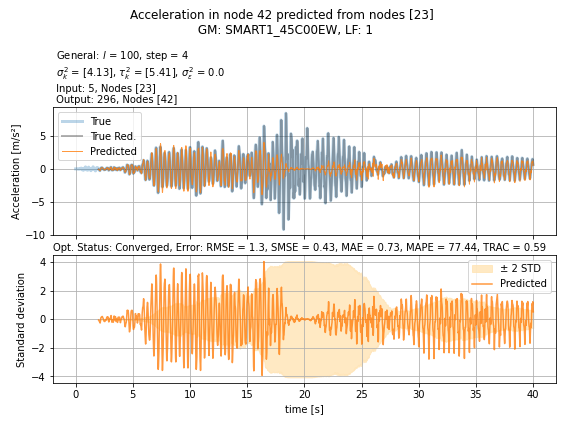 Acceleration in node 42 predicted from nodes [23]
GM: SMART1_45C00EW, LF: 1
General: l = 100, step = 4
σ²ₖ = [4.13], τ²ₖ = [5.41], σ²ε = 0.0
Input: 5, Nodes [23]
Output: 296, Nodes [42]
True
True Red.
Predicted
Acceleration [m/s²]
5
0
−5
−10
Opt. Status: Converged, Error: RMSE = 1.3, SMSE = 0.43, MAE = 0.73, MAPE = 77.44, TRAC = 0.59
± 2 STD
Predicted
Standard deviation
4
2
0
−2
−4
0 5 10 15 20 25 30 35 40
time [s]